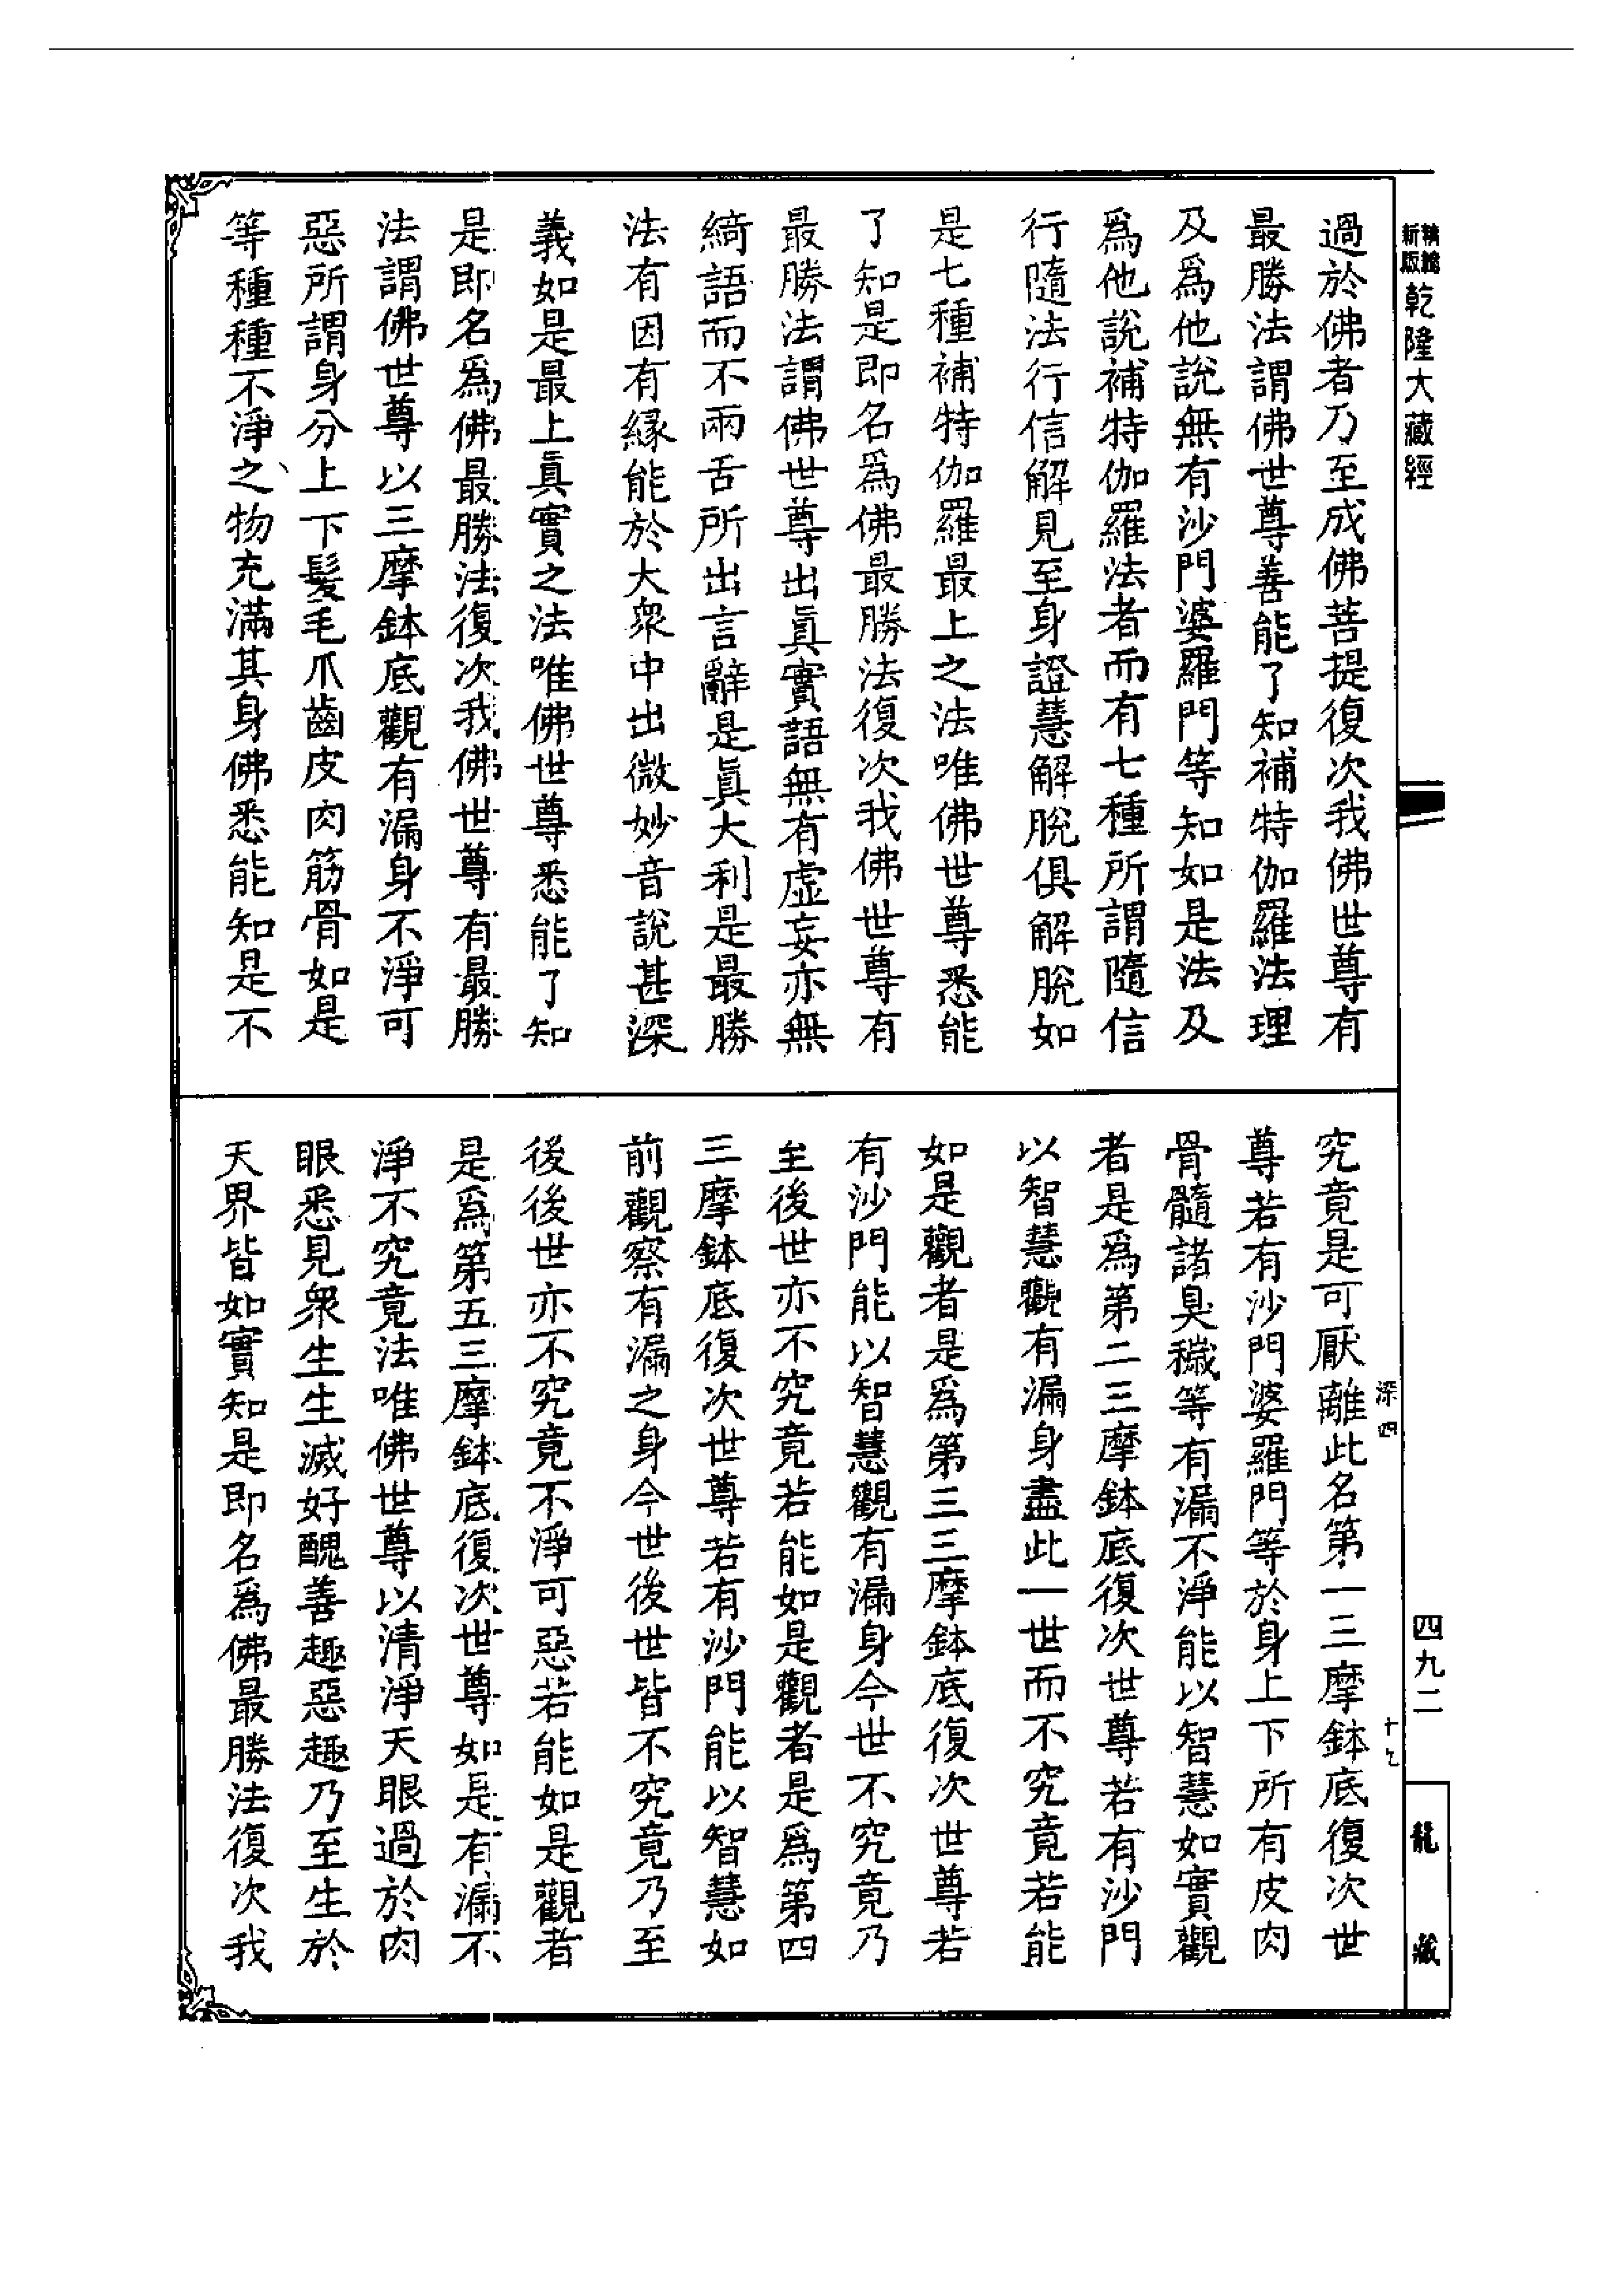 新版
精縮
乾隆大藏經
過於佛者乃至成佛菩提復次我佛世尊有
最勝法謂佛世尊善能了知補特伽羅法理
及爲他說無有沙門婆羅門等知如是法及
爲他說補特伽羅法者而有七種所謂隨信
行隨法行信解見至身證慧解脫俱解脫如
是七種補特伽羅最上之法唯佛世尊悉能
了知是即名爲佛最勝法復次我佛世尊有
最勝法謂佛世尊出眞實語無有虛妄亦無
綺語而不兩舌所出言辭是眞大利是最勝
法有因有緣能於大衆中出微妙音說甚深
義如是最上眞實之法唯佛世尊悉能了知
是即名爲佛最勝法復次我佛世尊有最勝
法謂佛世尊以三摩鉢底觀有漏身不淨可
惡所謂身分上下髮毛爪齒皮肉筋骨如是
等種種不淨之物充滿其身佛悉能知是不
究竟是可厭離此名第一三摩鉢底復次世
尊若有沙門婆羅門等於身上下所有皮肉
骨髓諸臭穢等有漏不淨能以智慧如實觀
者是爲第二三摩鉢底復次世尊若有沙門
以智慧觀有漏身盡此一世而不究竟若能
如是觀者是爲第三三摩鉢底復次世尊若
有沙門能以智慧觀有漏身今世不究竟乃
至後世亦不究竟若能如是觀者是爲第四
三摩鉢底復次世尊若有沙門能以智慧如
前觀察有漏之身今世後世皆不究竟乃至
後後世亦不究竟不淨可惡若能如是觀者
是爲第五三摩鉢底復次世尊如是有漏不
淨不究竟法唯佛世尊以清淨天眼過於肉
眼悉見衆生生滅好醜善趣惡趣乃至生於
天界皆如實知是即名爲佛最勝法復次我
深四
十九
四九二
龍藏